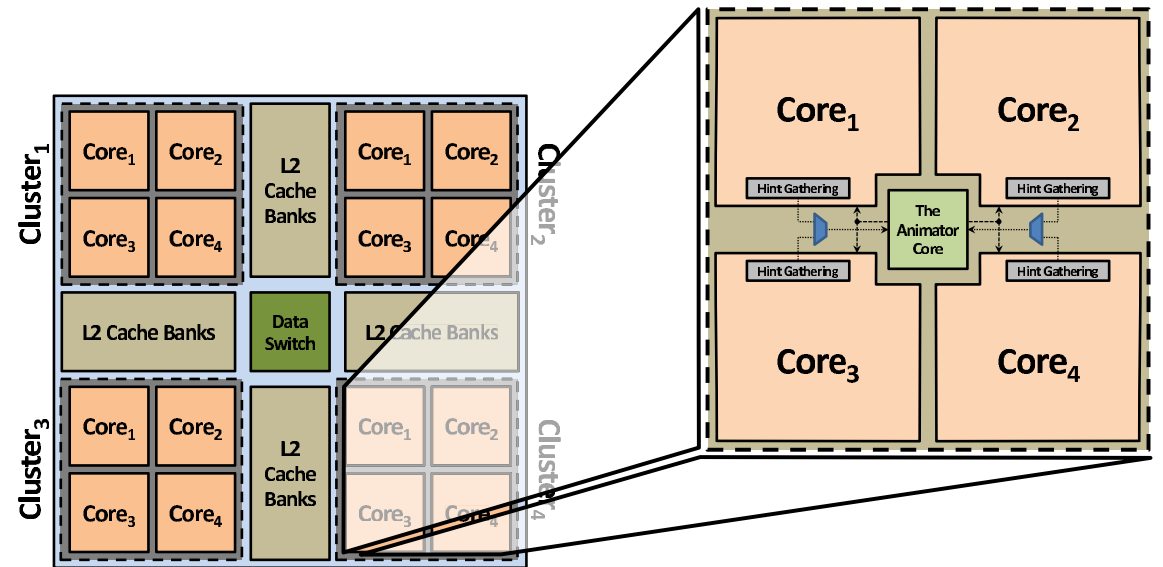 Cluster1
Core1 Core2
Core3 Core4
L2
Cache
Banks
Core1 Core2
Core3 Core4
Cluster2
L2 Cache Banks
Data
Switch
L2 Cache Banks
Cluster3
Core1 Core2
Core3 Core4
L2
Cache
Banks
Core1 Core2
Core3 Core4
Cluster4
Core1
Core2
Hint Gathering
Hint Gathering
The
Animator
Core
Hint Gathering
Hint Gathering
Core3
Core4